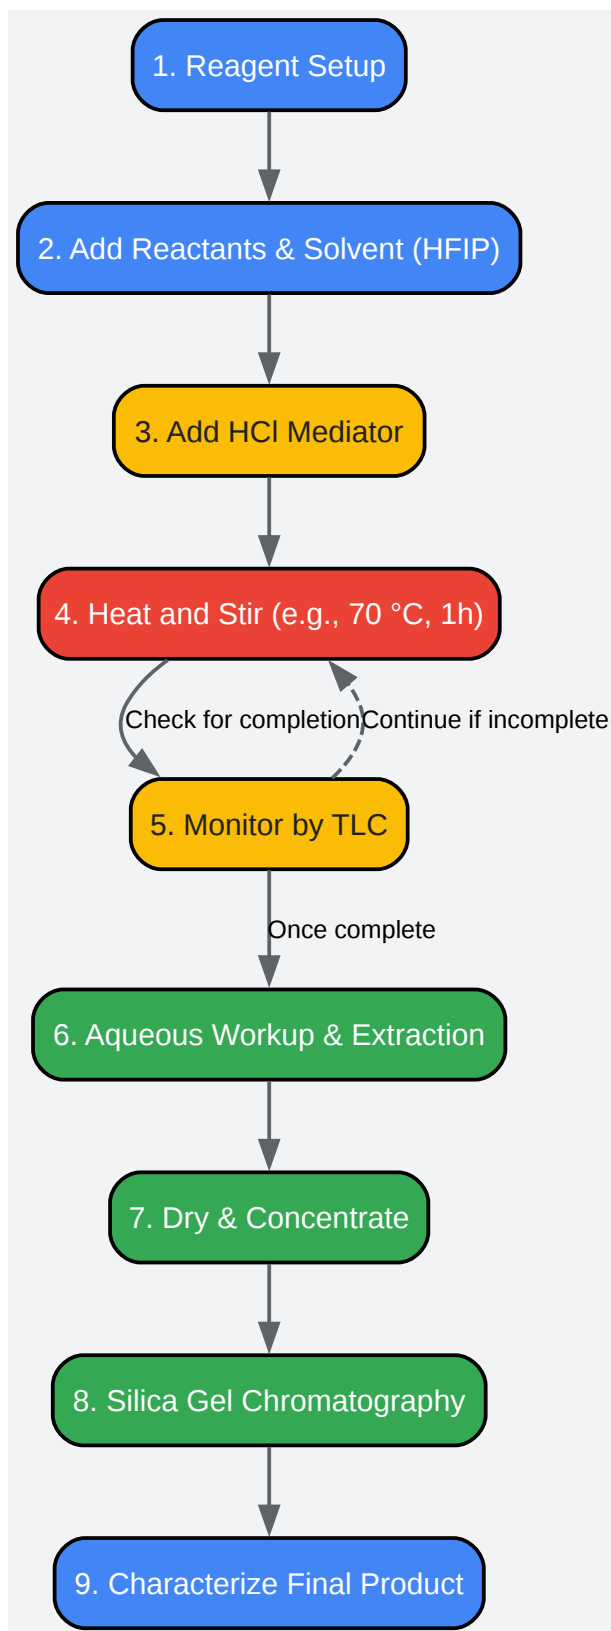 1. Reagent Setup
2. Add Reactants & Solvent (HFIP)
3. Add HCl Mediator
4. Heat and Stir (e.g., 70 °C, 1h)
Check for completion
Continue if incomplete
5. Monitor by TLC
Once complete
6. Aqueous Workup & Extraction
7. Dry & Concentrate
8. Silica Gel Chromatography
9. Characterize Final Product